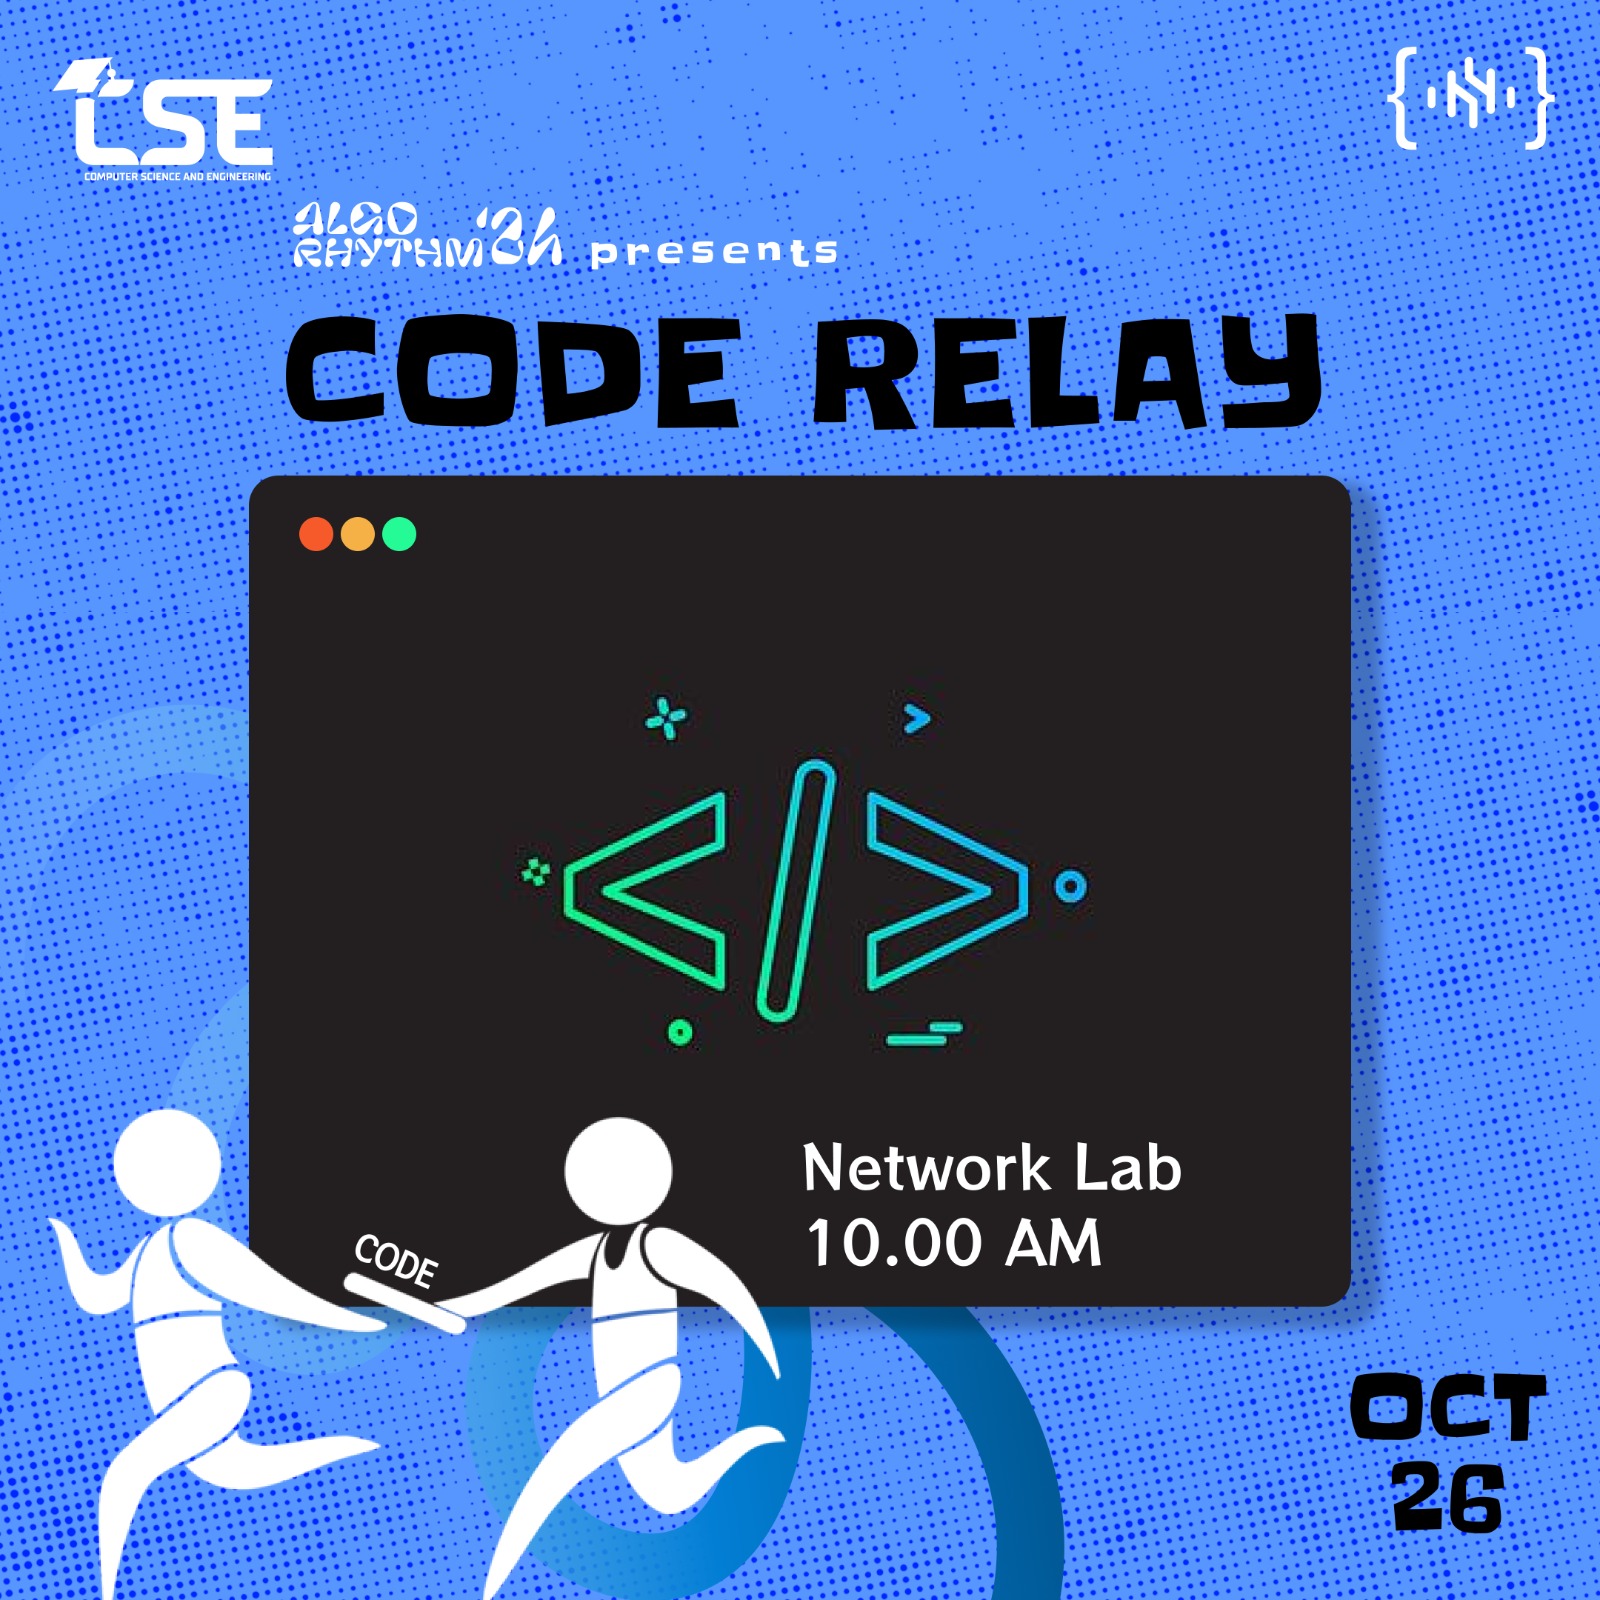 CSE
COMPUTER SCIENCE AND ENGINEERING
ALGO
RHYTHM '24 presents
CODE RELAY
CODE
Network Lab
10.00 AM
OCT
26